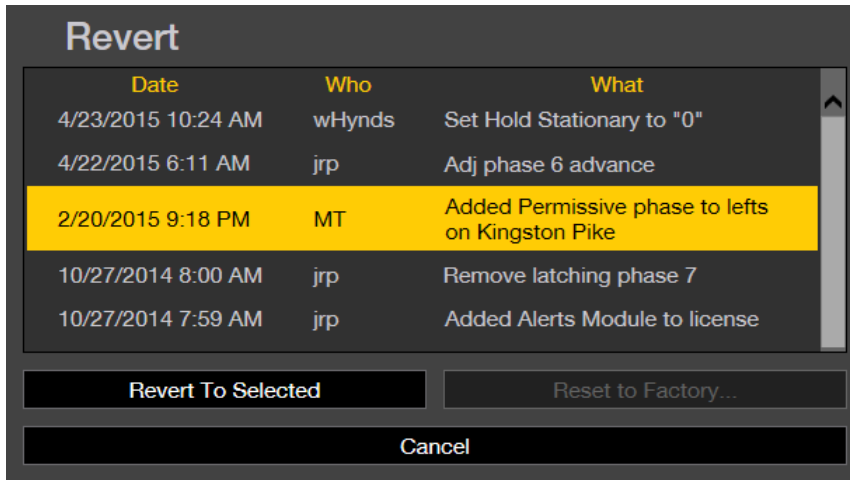 Revert
Date Who What
4/23/2015 10:24 AM wHynds Set Hold Stationary to "0"
4/22/2015 6:11 AM jrp Adj phase 6 advance
2/20/2015 9:18 PM MT Added Permissive phase to lefts
on Kingston Pike
10/27/2014 8:00 AM jrp Remove latching phase 7
10/27/2014 7:59 AM jrp Added Alerts Module to license
Revert To Selected Reset to Factory...
Cancel